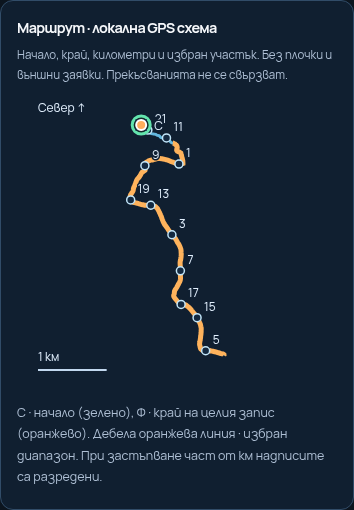 Маршрут · локална GPS схема
Начало, край, километри и избран участък. Без плочки и
външни заявки. Прекъсванията не се свързват.
Север ↑
21
С
11
9
1
19
13
3
7
17
15
5
1 км
С · начало (зелено), Ф · край на целия запис
(оранжево). Дебела оранжева линия · избран
диапазон. При застъпване част от км надписите
са разредени.